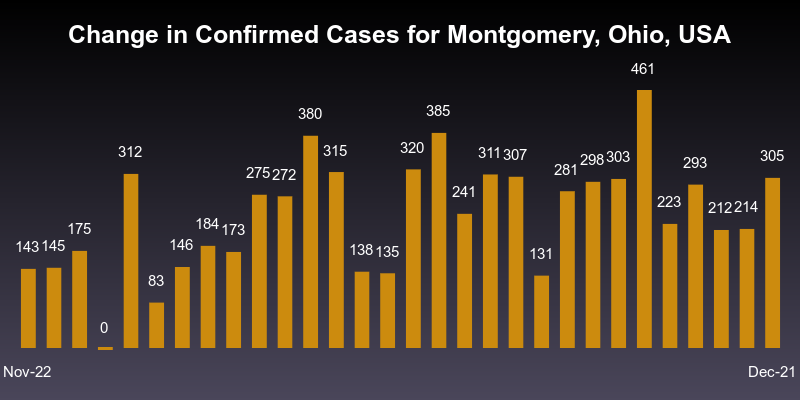 Change in Confirmed Cases for Montgomery, Ohio, USA
461
385
380
312 315 320 311 307 281 298 303 293 305
275 272
241 223 212 214
143 145 175 184 173 146 138 135 131
83
0
Nov-22 Dec-21